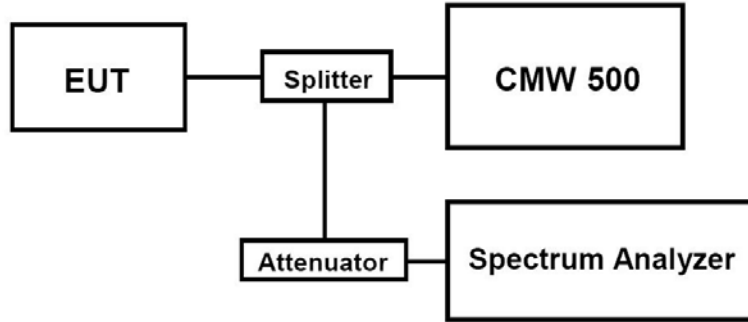 EUT
Splitter
CMW 500
Attenuator
Spectrum Analyzer